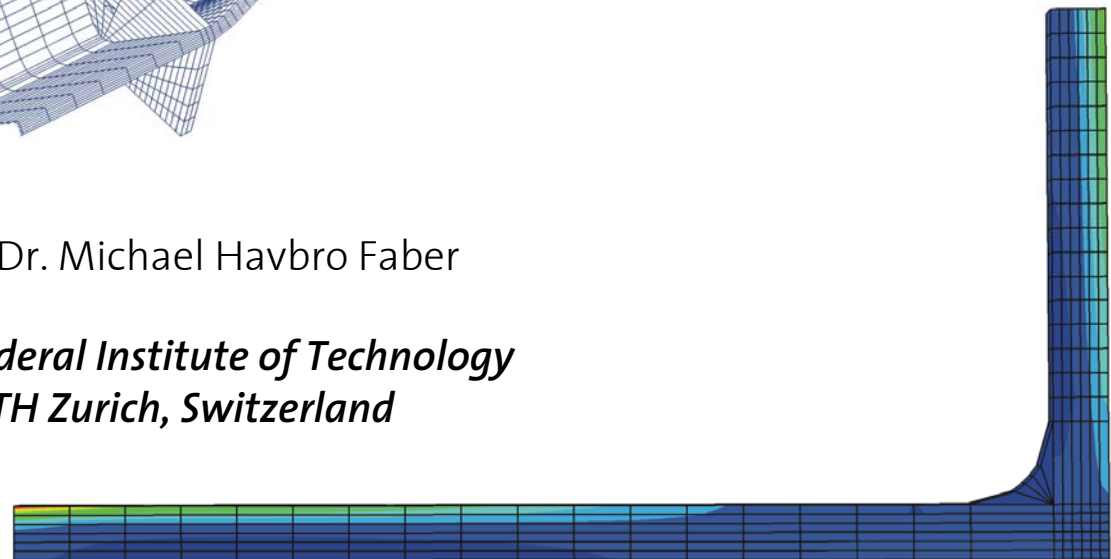 Dr. Michael Havbro Faber
deral Institute of Technology
TH Zurich, Switzerland